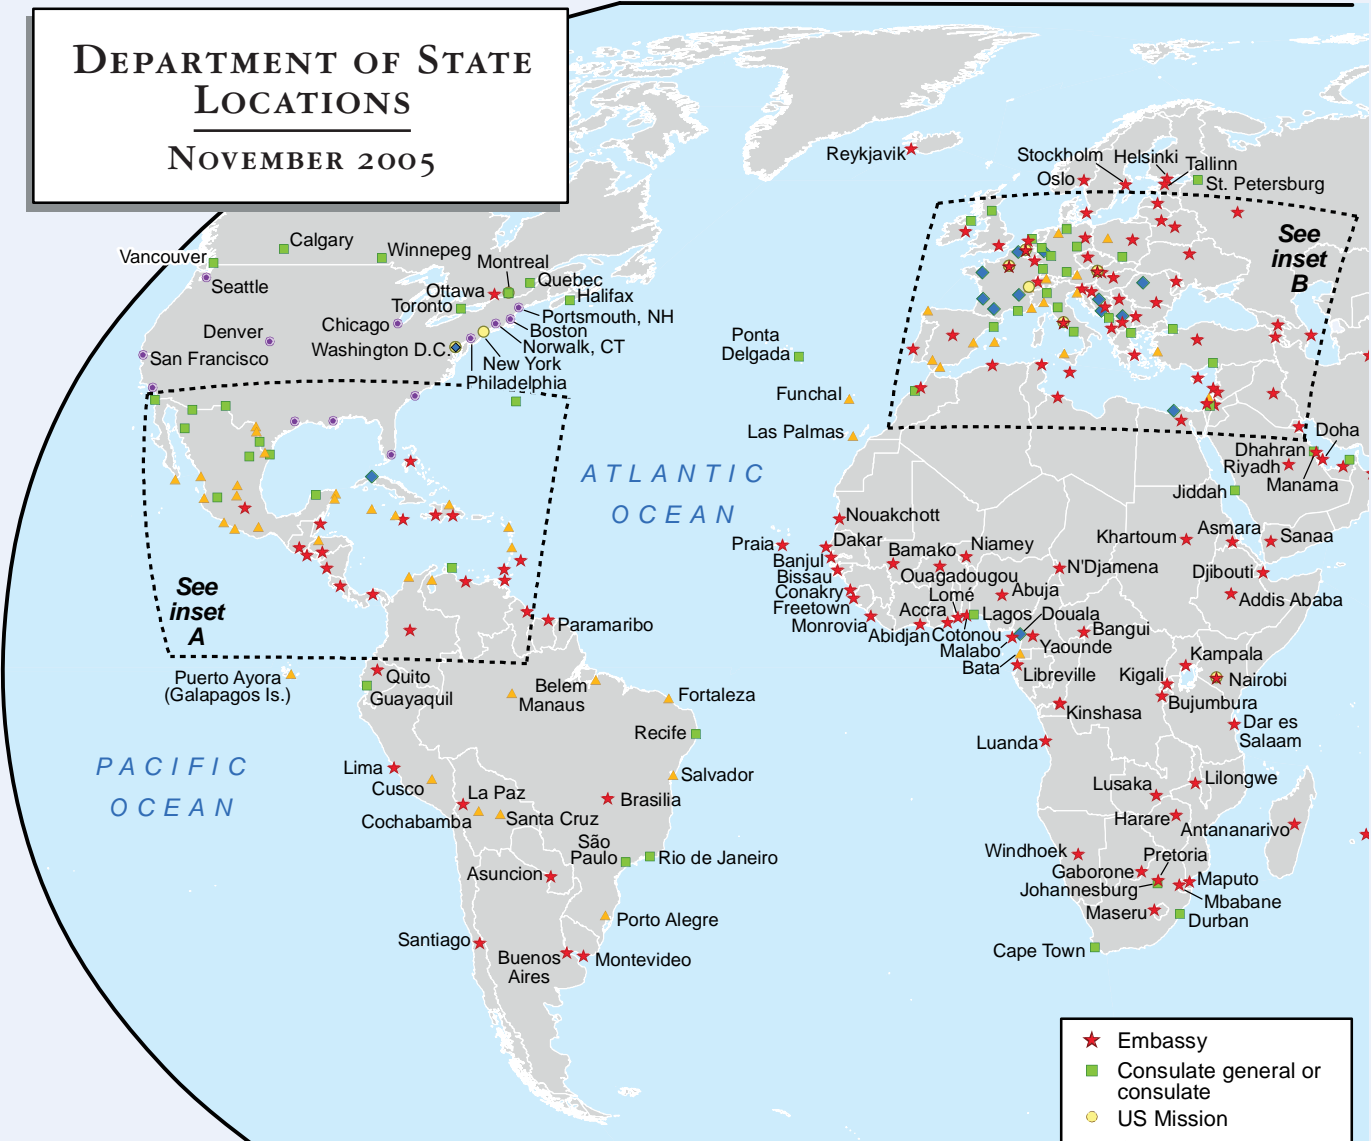 DEPARTMENT OF STATE
LOCATIONS
NOVEMBER 2005
Reykjavik
Stockholm
Helsinki
Tallinn
Oslo
St. Petersburg
See
inset
B
Vancouver
Calgary
Winnepeg
Montreal
Seattle
Ottawa
Quebec
Toronto
Halifax
Portsmouth, NH
Denver
Chicago
Boston
Washington D.C.
Norwalk, CT
San Francisco
New York
Philadelphia
Ponta
Delgada
Funchal
Las Palmas
ATLANTIC
OCEAN
Doha
Dhahran
Riyadh
Manama
Jiddah
Nouakchott
Praia
Dakar
Banjul
Bissau
Conakry
Freetown
Monrovia
Bamako
Niamey
Ouagadougou
Lomé
Accra
Abidjan
Cotonou
Lagos
Abuja
N'Djamena
Khartoum
Asmara
Sanaa
Djibouti
Addis Ababa
Douala
Malabo
Yaounde
Bangui
Bata
Libreville
Kampala
Kigali
Nairobi
Bujumbura
Kinshasa
Dar es
Salaam
Luanda
Lusaka
Lilongwe
Harare
Antananarivo
Windhoek
Pretoria
Gaborone
Johannesburg
Maputo
Mbabane
Maseru
Durban
Cape Town
See
inset
A
Paramaribo
Puerto Ayora
(Galapagos Is.)
Quito
Guayaquil
Belem
Manaus
Fortaleza
Recife
PACIFIC
OCEAN
Lima
Cusco
La Paz
Salvador
Brasilia
Cochabamba
Santa Cruz
São
Paulo
Rio de Janeiro
Asuncion
Porto Alegre
Santiago
Buenos
Aires
Montevideo
Embassy
Consulate general or
consulate
US Mission